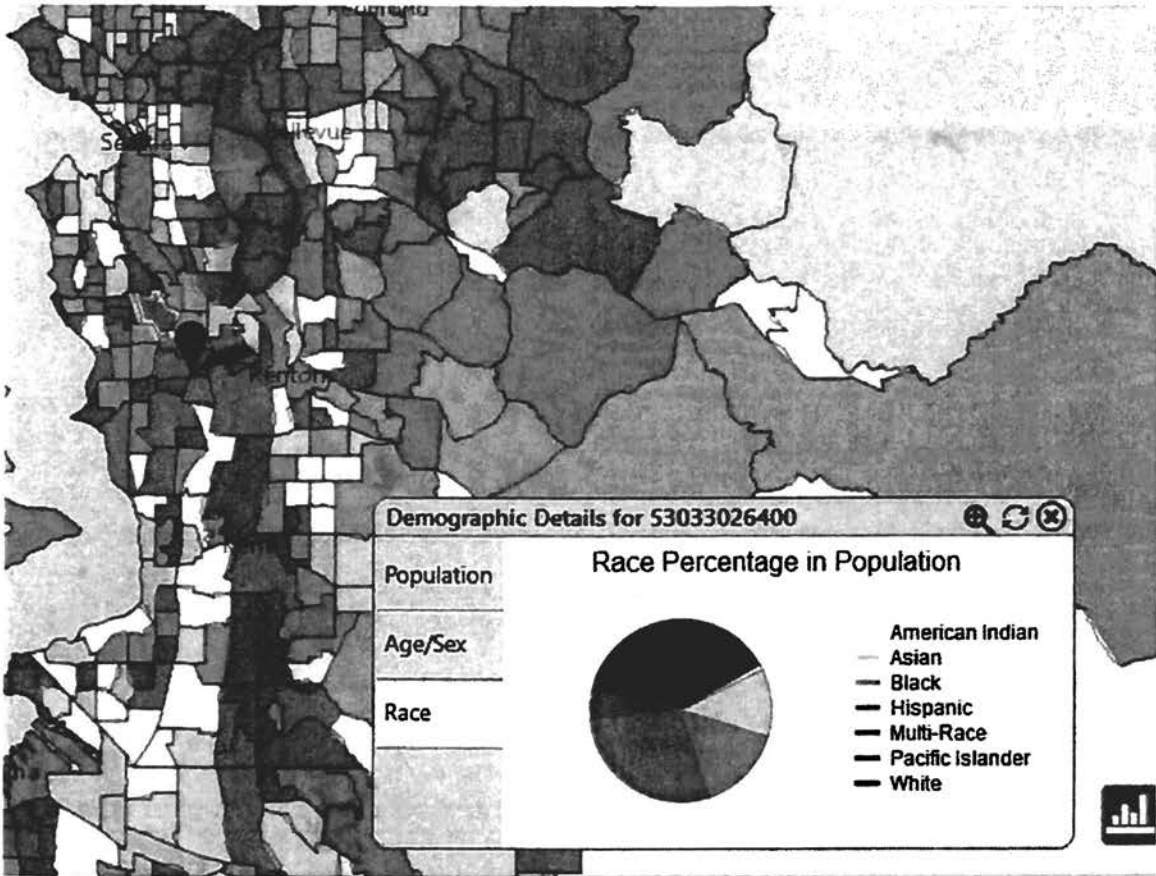 Bellevue
Renton
Demographic Details for 53033026400
Population
Age/Sex
Race
Race Percentage in Population
American Indian
Asian
Black
Hispanic
Multi-Race
Pacific Islander
White